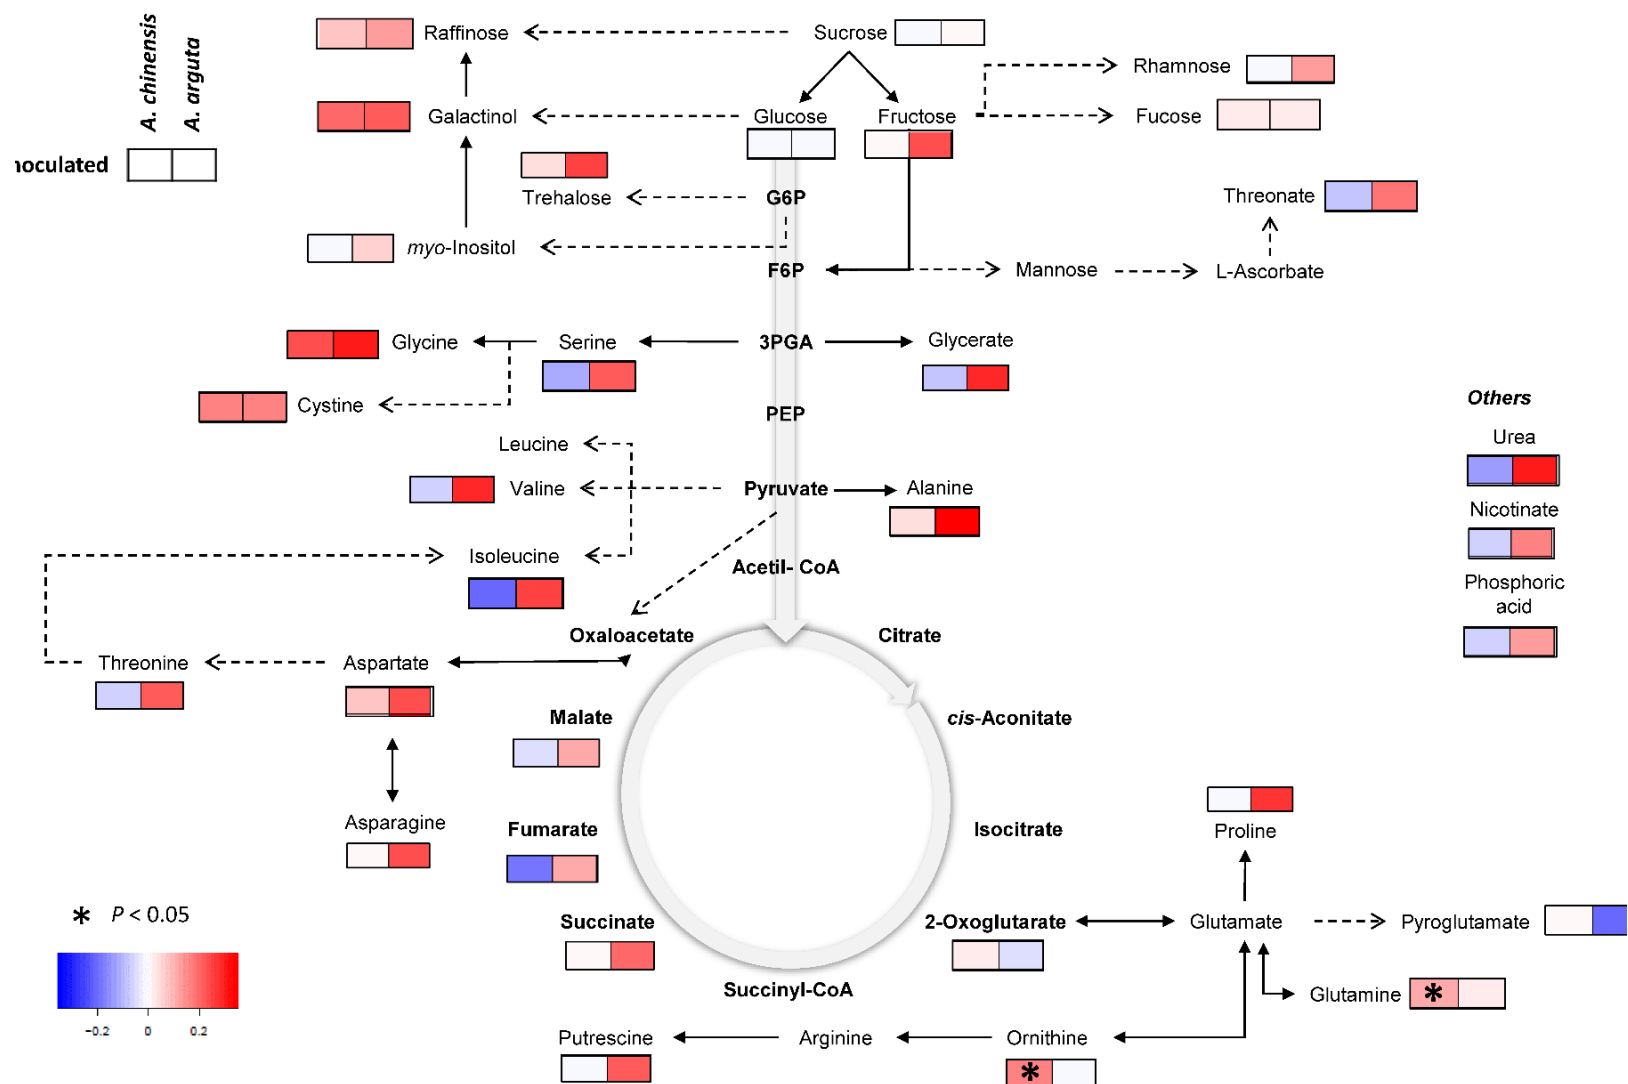 A. chinensis
A. arguta
noculated
Raffinose
Sucrose
Rhamnose
Galactinol
Glucose
Fructose
Fucose
Trehalose
G6P
Threonate
myo-Inositol
F6P
Mannose
L-Ascorbate
Glycine
Serine
3PGA
Glycerate
Cystine
PEP
Others
Leucine
Urea
Valine
Pyruvate
Alanine
Nicotinate
Isoleucine
Acetil- CoA
Phosphoric
acid
Oxaloacetate
Citrate
Threonine
Aspartate
Malate
cis-Aconitate
Asparagine
Fumarate
Isocitrate
Proline
* P < 0.05
Succinate
2-Oxoglutarate
Glutamate
Pyroglutamate
Succinyl-CoA
Glutamine
*
−0.2 0 0.2
Putrescine
Arginine
Ornithine
*